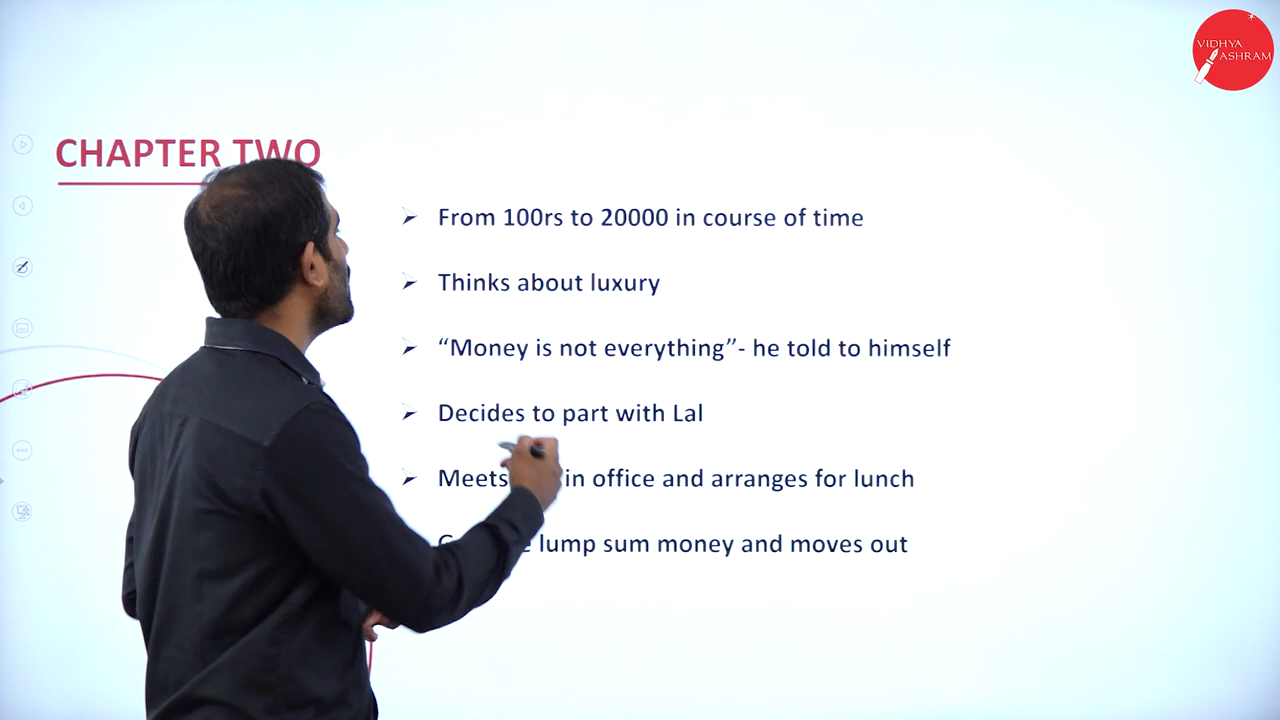 VIDHYA
ASHRAM
CHAPTER TWO
➤ From 100rs to 20000 in course of time
➤ Thinks about luxury
➤ “Money is not everything”- he told to himself
➤ Decides to part with Lal
➤ Meets in office and arranges for lunch
lump sum money and moves out